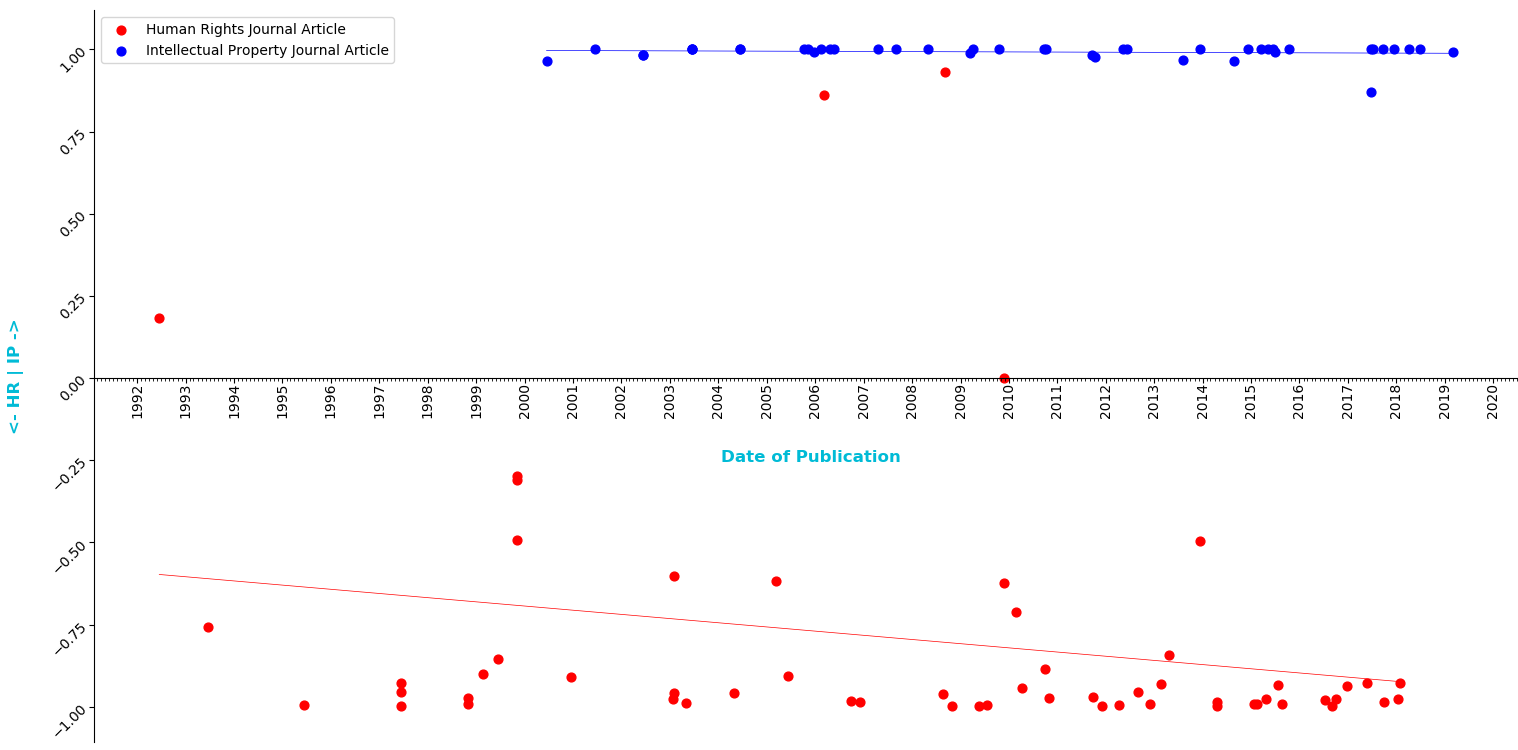 Human Rights Journal Article
Intellectual Property Journal Article
1.00
0.75
0.50
0.25
0.00
1992 1993 1994 1995 1996 1997 1998 1999 2000 2001 2002 2003 2004 2005 2006 2007 2008 2009 2010 2011 2012 2013 2014 2015 2016 2017 2018 2019 2020
<- HR | IP ->
Date of Publication
−0.25
−0.50
−0.75
−1.00